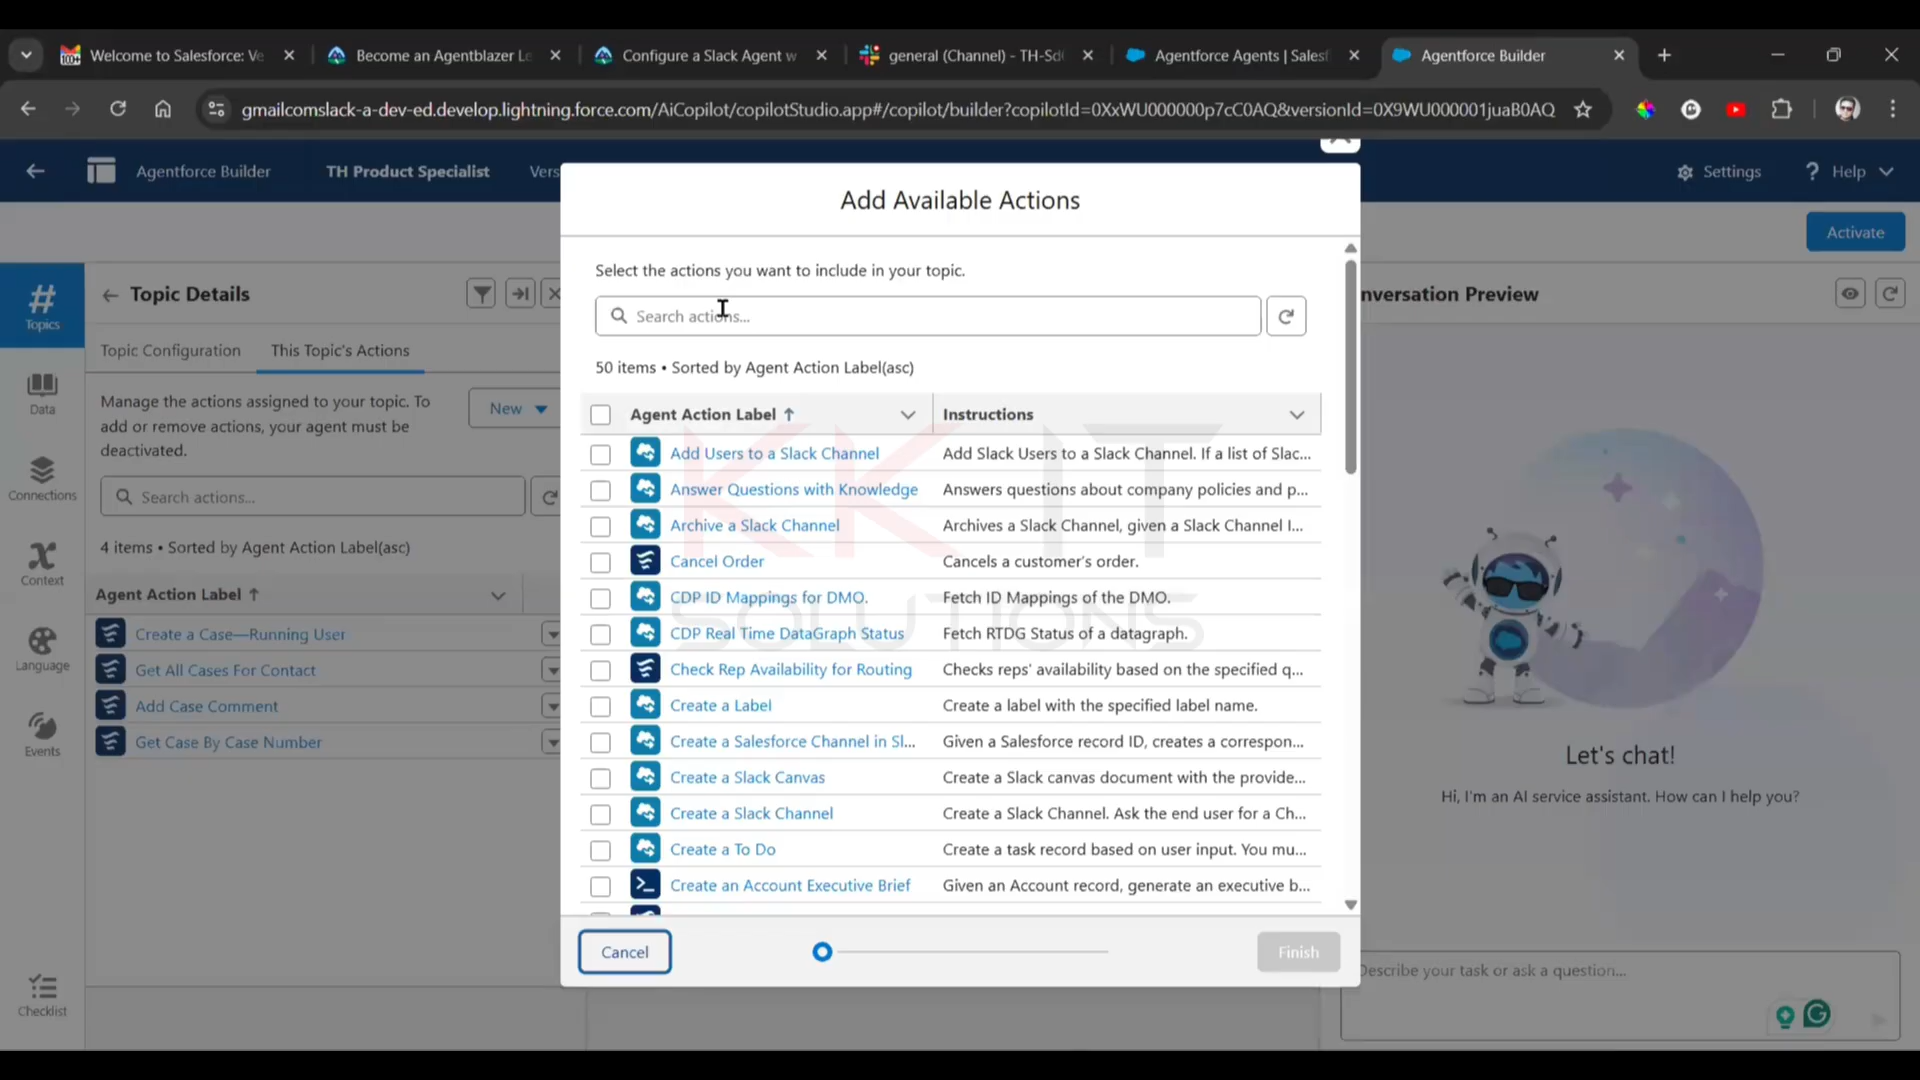 Welcome to Salesforce: Ve
Become an Agentblazer Le
Configure a Slack Agent w
general (Channel) - TH-Sd
Agentforce Agents | Salesf
Agentforce Builder
gmailcomslack-a-dev-ed.develop.lightning.force.com/AiCopilot/copilotStudio.app#/copilot/builder?copilotId=0XxWU000000p7cC0AQ&versionId=0X9WU000001juaB0AQ
Agentforce Builder
TH Product Specialist
Vers
Settings
Help
Activate
Topics
Data
Connections
Context
Language
Events
Checklist
Topic Details
Topic Configuration
This Topic's Actions
Manage the actions assigned to your topic. To
add or remove actions, your agent must be
deactivated.
New
Search actions...
4 items • Sorted by Agent Action Label(asc)
Agent Action Label
Create a Case—Running User
Get All Cases For Contact
Add Case Comment
Get Case By Case Number
Add Available Actions
Select the actions you want to include in your topic.
Search actions...
50 items • Sorted by Agent Action Label(asc)
Agent Action Label Instructions
Add Users to a Slack Channel Add Slack Users to a Slack Channel. If a list of Slac...
Answer Questions with Knowledge Answers questions about company policies and p...
Archive a Slack Channel Archives a Slack Channel, given a Slack Channel I...
Cancel Order Cancels a customer's order.
CDP ID Mappings for DMO. Fetch ID Mappings of the DMO.
CDP Real Time DataGraph Status Fetch RTDG Status of a datagraph.
Check Rep Availability for Routing Checks reps' availability based on the specified q...
Create a Label Create a label with the specified label name.
Create a Salesforce Channel in Sl... Given a Salesforce record ID, creates a correspon...
Create a Slack Canvas Create a Slack canvas document with the provide...
Create a Slack Channel Create a Slack Channel. Ask the end user for a Ch...
Create a To Do Create a task record based on user input. You mu...
Create an Account Executive Brief Given an Account record, generate an executive b...
KK IT
SOLUTIONS
Cancel
Finish
nversation Preview
Let's chat!
Hi, I'm an AI service assistant. How can I help you?
Describe your task or ask a question...